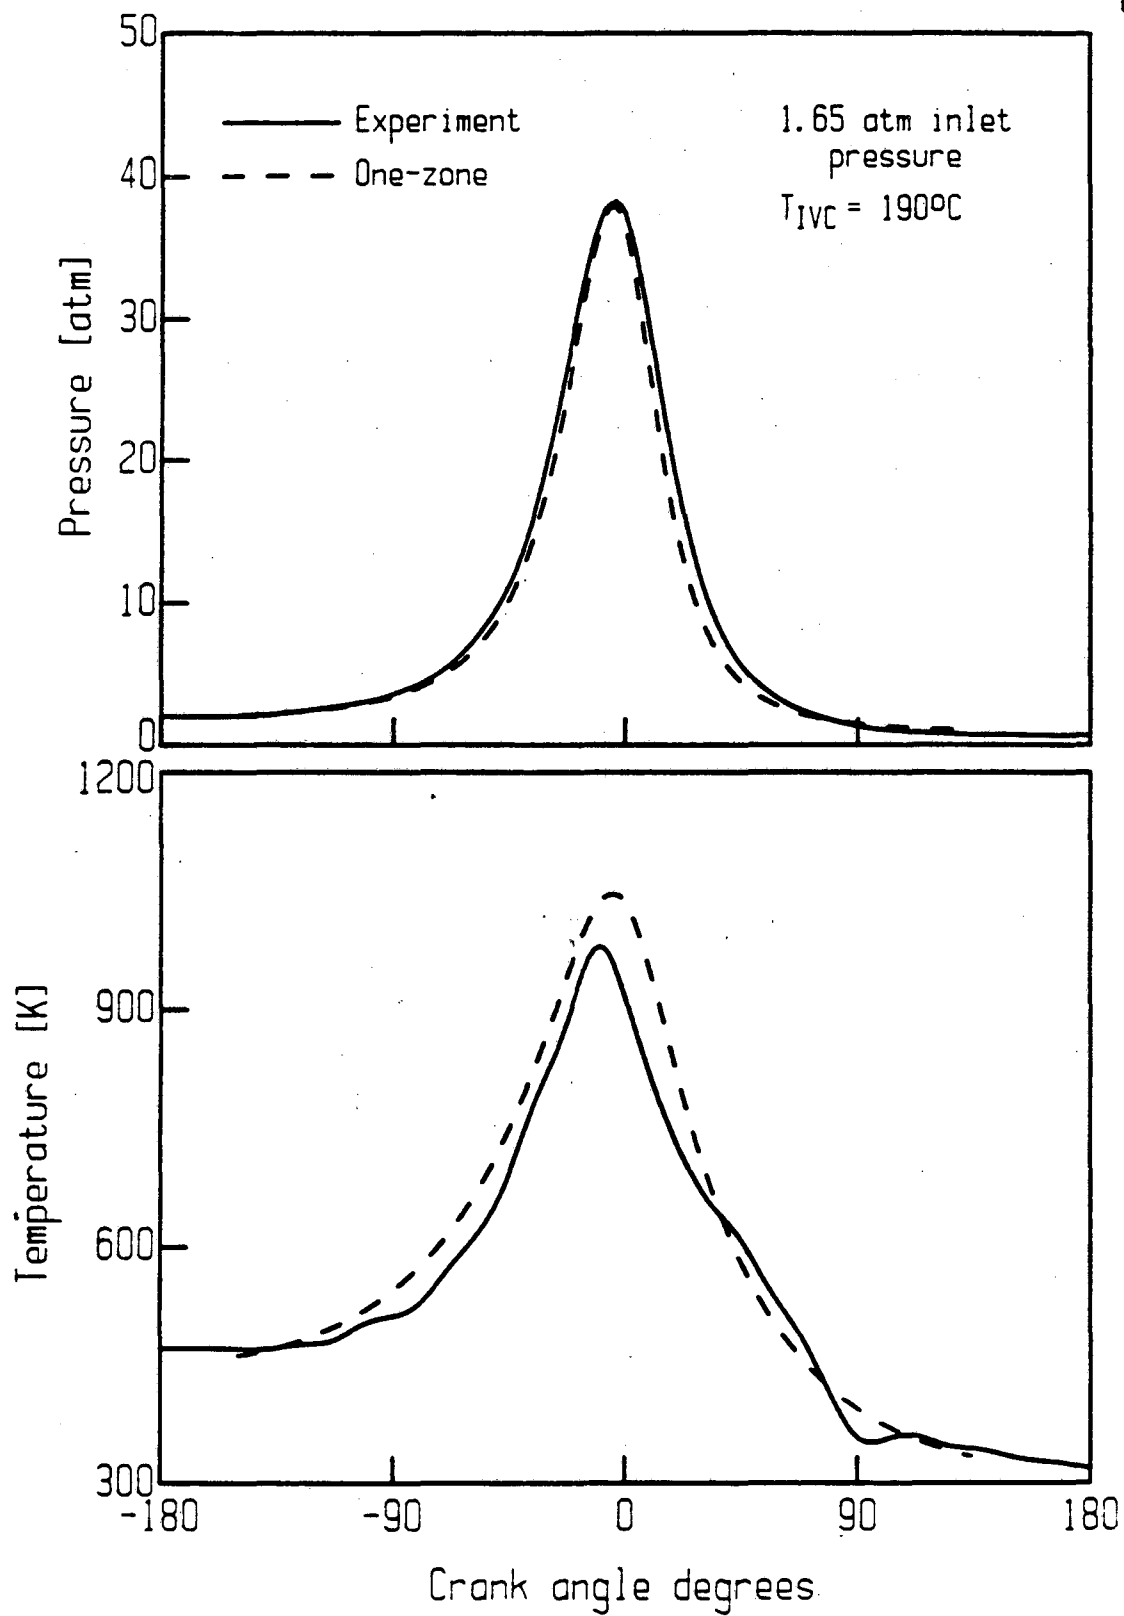 50
Experiment
1.65 atm inlet
pressure
40
One-zone
T_IVC = 190ºC
30
Pressure [atm]
20
10
0
1200
900
Temperature [K]
600
300
-180
-90
0
90
180
Crank angle degrees